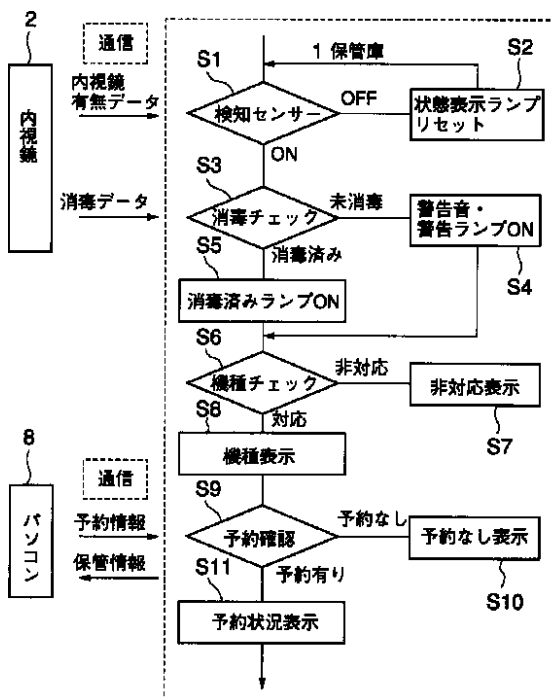 2
通信
内視鏡
内視鏡
有無データ
消毒データ
S1
1 保管庫
検知センサー
OFF
ON
S2
状態表示ランプ
リセット
S3
消毒チェック
未消毒
消毒済み
警告音・
警告ランプON
S4
S5
消毒済みランプON
S6
機種チェック
非対応
対応
非対応表示
S7
S8
機種表示
8
通信
パソコン
予約情報
保管情報
S9
予約確認
予約なし
予約有り
予約なし表示
S10
S11
予約状況表示